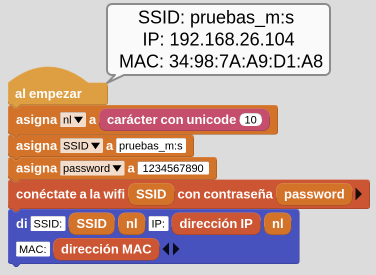 SSID: pruebas_m:s
IP: 192.168.26.104
MAC: 34:98:7A:A9:D1:A8
al empezar
asigna nl a carácter con unicode 10
asigna SSID a pruebas_m:s
asigna password a 1234567890
conéctate a la wifi SSID con contraseña password
di SSID: SSID nl IP: dirección IP nl
MAC: dirección MAC